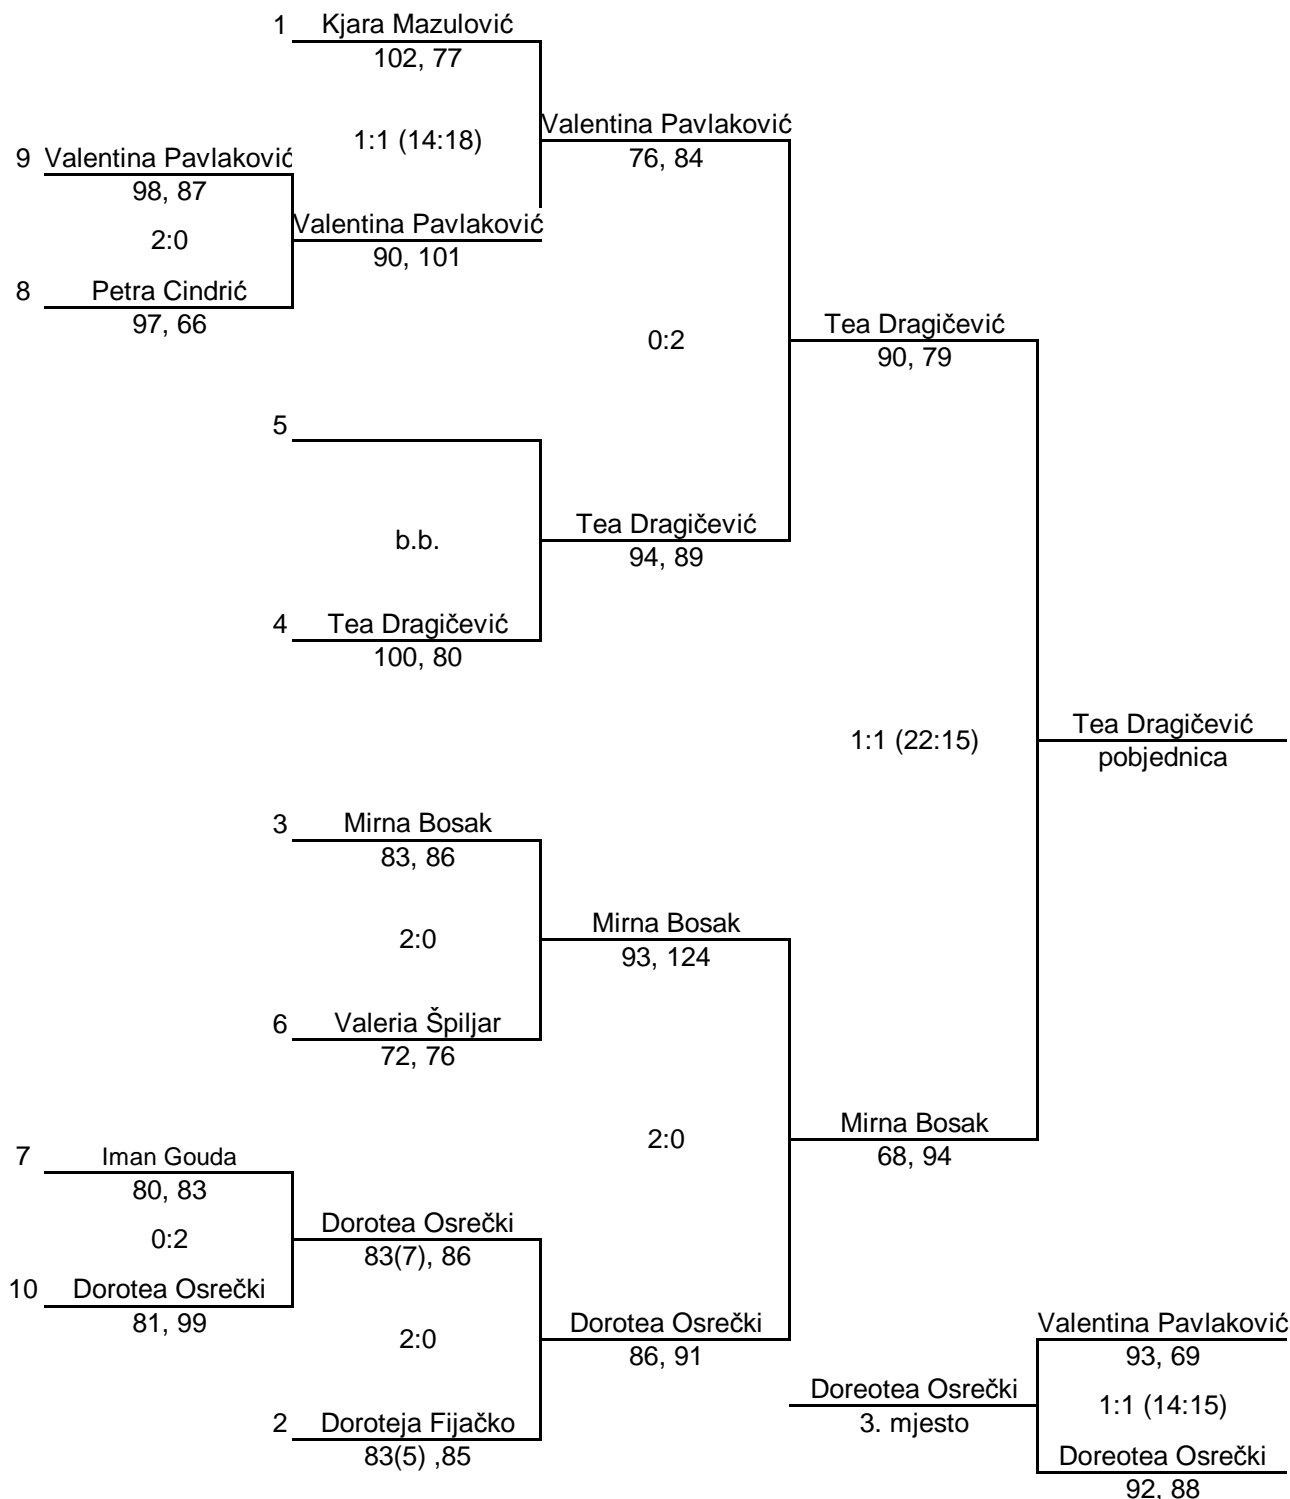 1 Kjara Mazulović
102, 77
1:1 (14:18)
Valentina Pavlaković
76, 84
9 Valentina Pavlaković
98, 87
2:0
Valentina Pavlaković
90, 101
8 Petra Cindrić
97, 66
0:2
Tea Dragičević
90, 79
5
b.b.
Tea Dragičević
94, 89
4 Tea Dragičević
100, 80
1:1 (22:15)
Tea Dragičević
pobjednica
3 Mirna Bosak
83, 86
2:0
Mirna Bosak
93, 124
6 Valeria Špiljar
72, 76
2:0
Mirna Bosak
68, 94
7 Iman Gouda
80, 83
0:2
Dorotea Osrečki
83(7), 86
10 Dorotea Osrečki
81, 99
2:0
Dorotea Osrečki
86, 91
2 Doroteja Fijačko
83(5) ,85
Valentina Pavlaković
93, 69
Doreotea Osrečki
3. mjesto
1:1 (14:15)
Doreotea Osrečki
92, 88